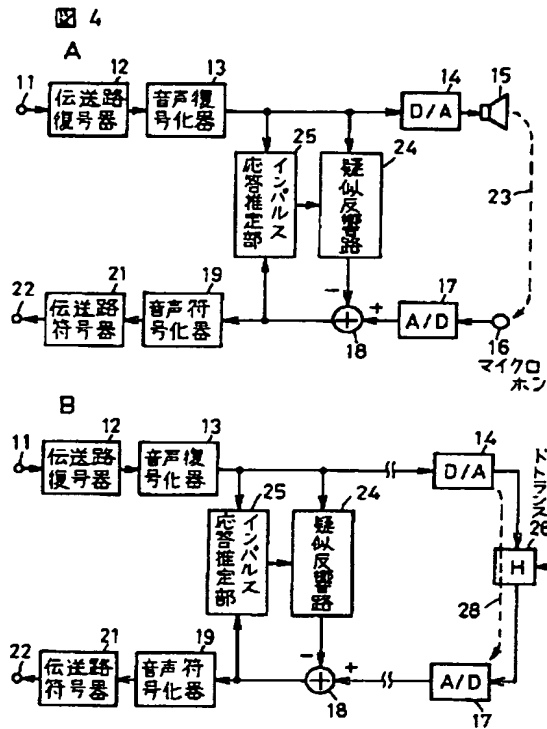 図 4
A
11
12
13
14
15
伝送路
復号器
音声復
号化器
D/A
25
24
インパルス
応答推定部
疑似反響路
23
22
21
19
17
伝送路
符号器
音声符
号化器
−
+
A/D
18
16
マイクロ
ホン
B
11
12
13
14
伝送路
復号器
音声復
号化器
D/A
25
24
インパルス
応答推定部
疑似反響路
ドトランス
26
H
28
22
21
19
伝送路
符号器
音声符
号化器
−
+
A/D
18
17